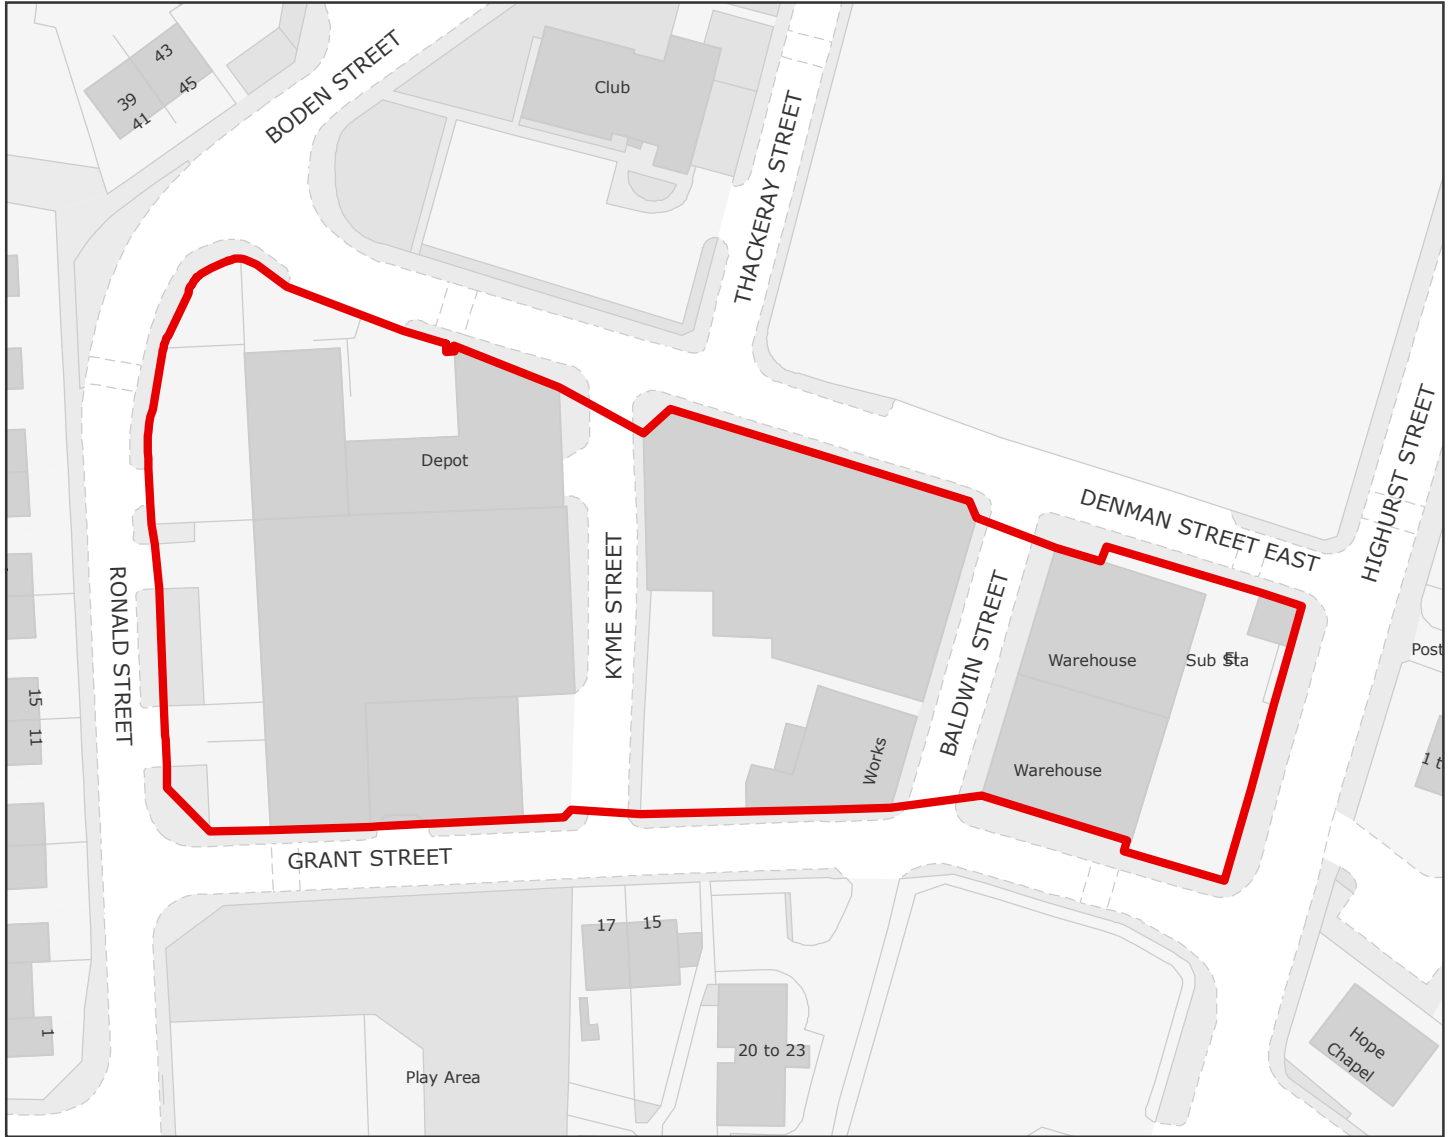 43
39
45
41
BODEN STREET
Club
THACKERAY STREET
HIGHURST STREET
Depot
DENMAN STREET EAST
KYME STREET
RONALD STREET
BALDWIN STREET
Warehouse
El
Sub Sta
Post
15
11
Works
Warehouse
1 t
GRANT STREET
17
15
1
20 to 23
Play Area
Hope
Chapel